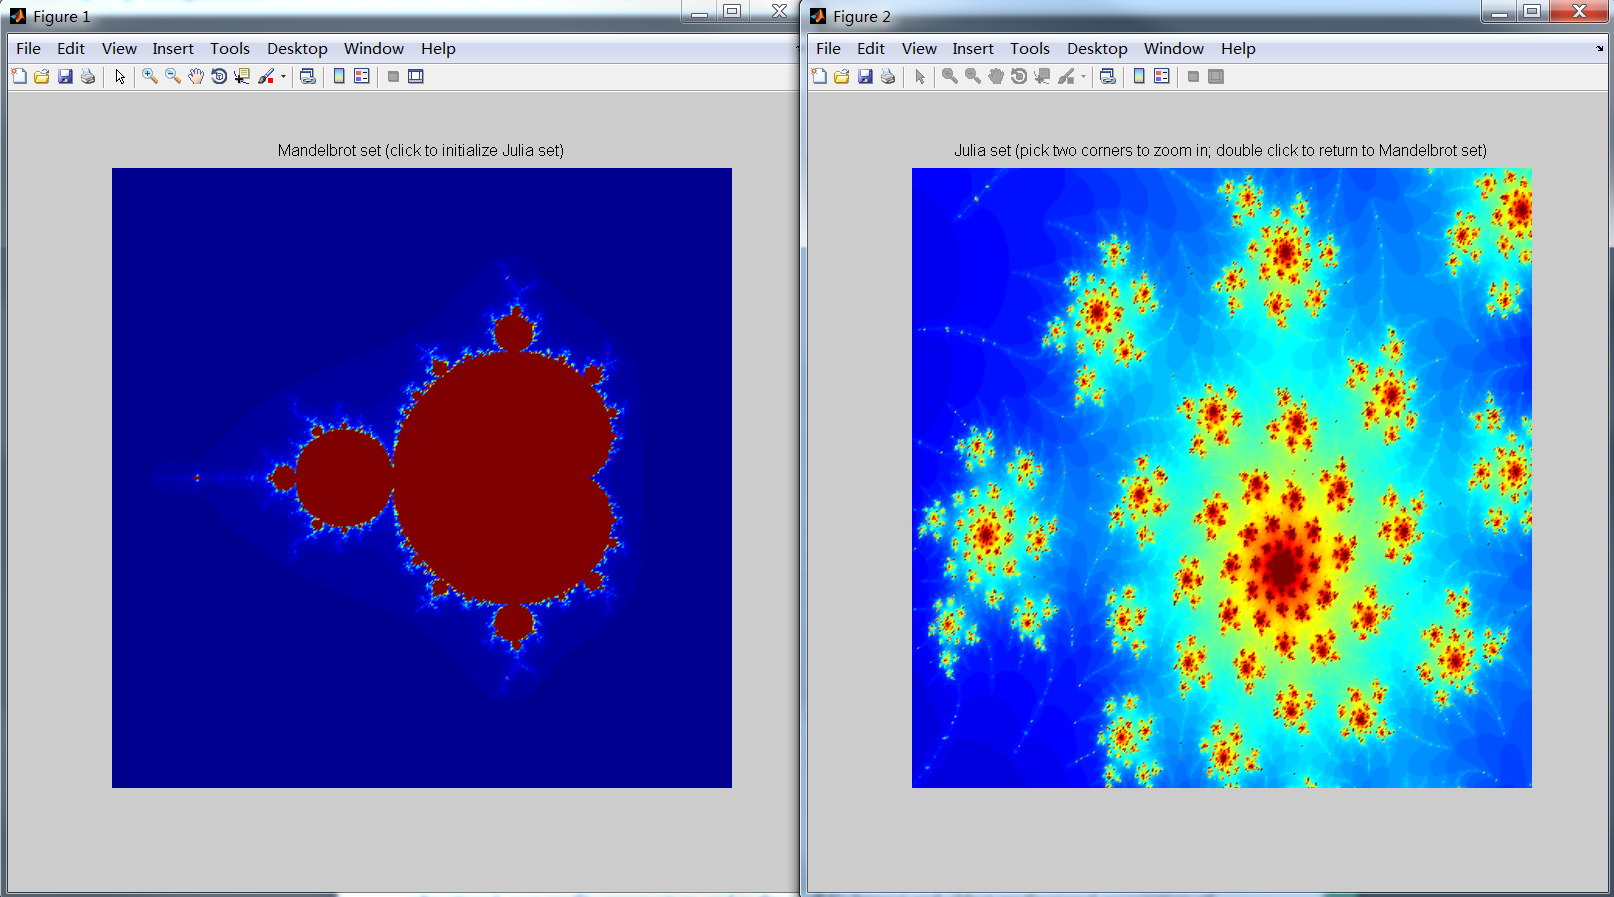 Figure 1
File Edit View Insert Tools Desktop Window Help
Mandelbrot set (click to initialize Julia set)
Figure 2
File Edit View Insert Tools Desktop Window Help
Julia set (pick two corners to zoom in; double click to return to Mandelbrot set)